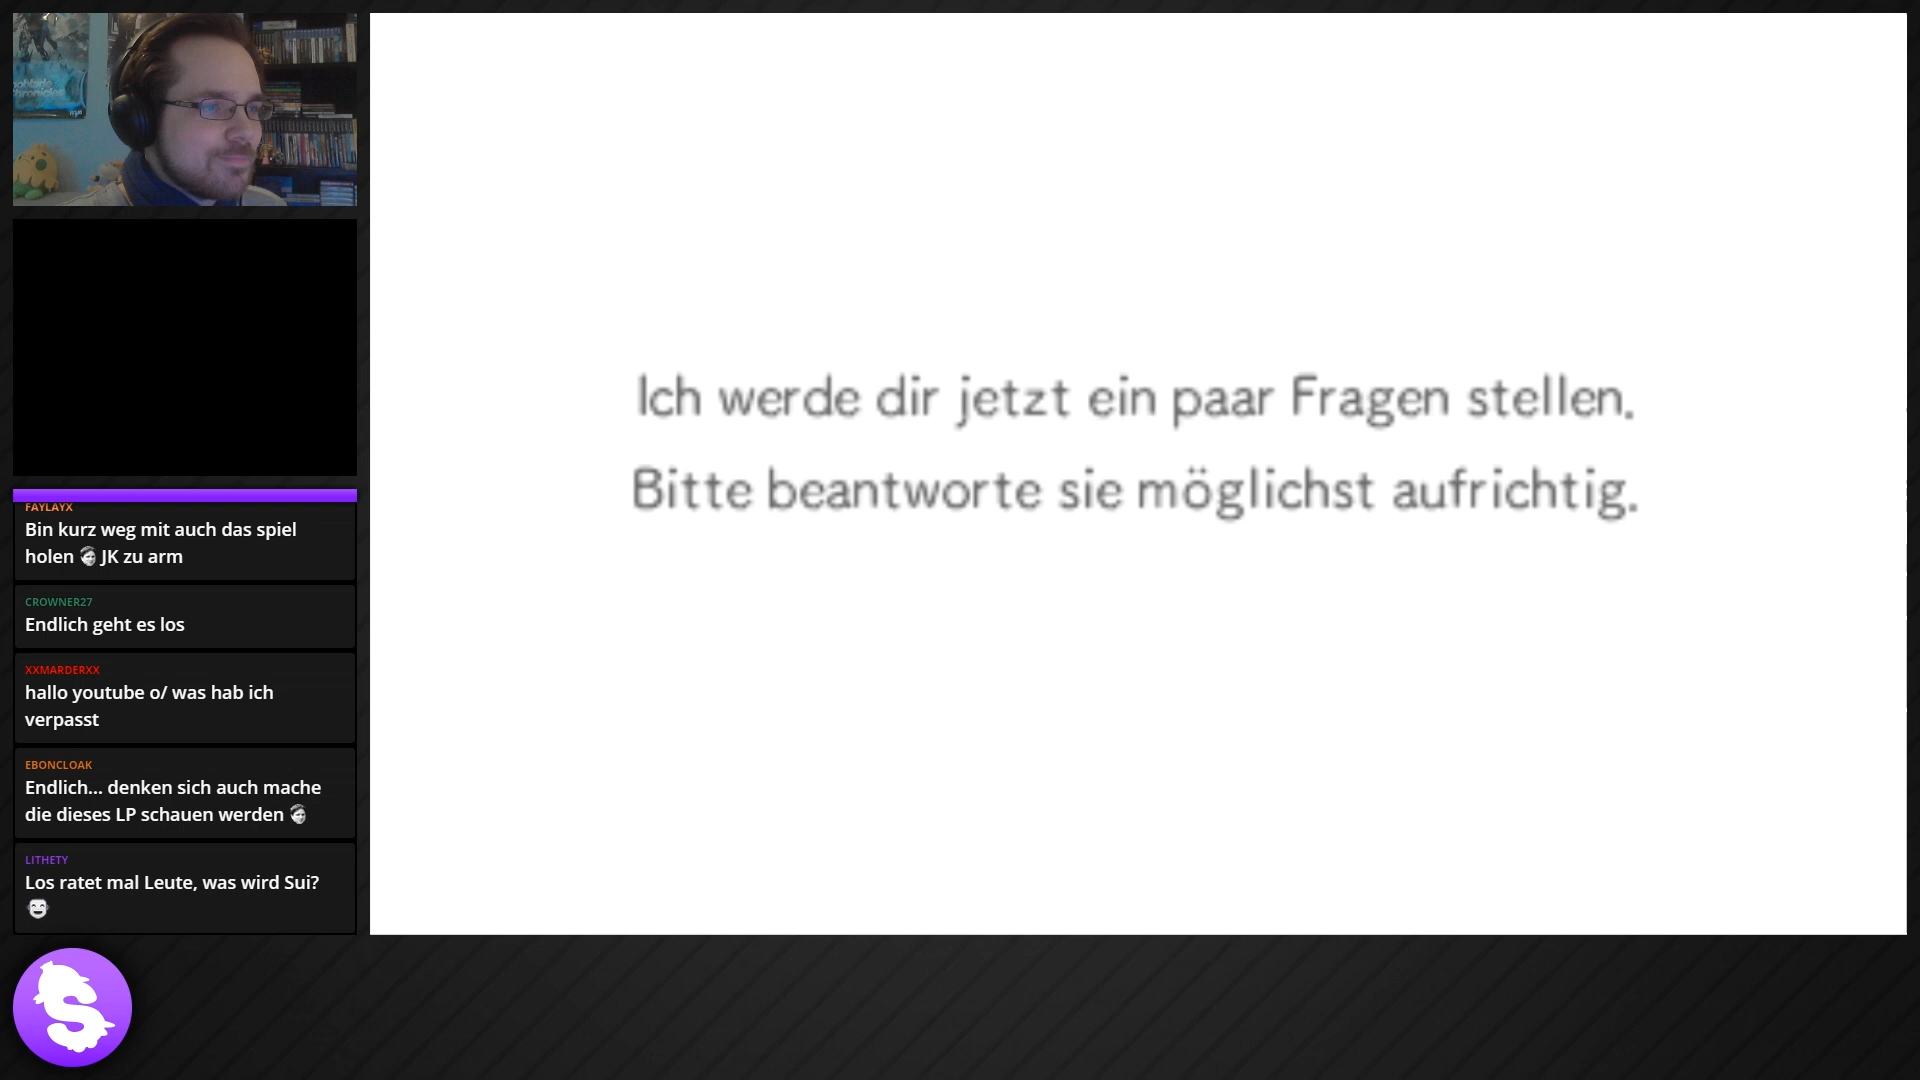 Ich werde dir jetzt ein paar Fragen stellen.
Bitte beantworte sie möglichst aufrichtig.
FAYLAYX
Bin kurz weg mit auch das spiel
holen JK zu arm
CROWNER27
Endlich geht es los
XXMARDERXX
hallo youtube o/ was hab ich
verpasst
EBONCLOAK
Endlich... denken sich auch mache
die dieses LP schauen werden
LITHETY
Los ratet mal Leute, was wird Sui?
S